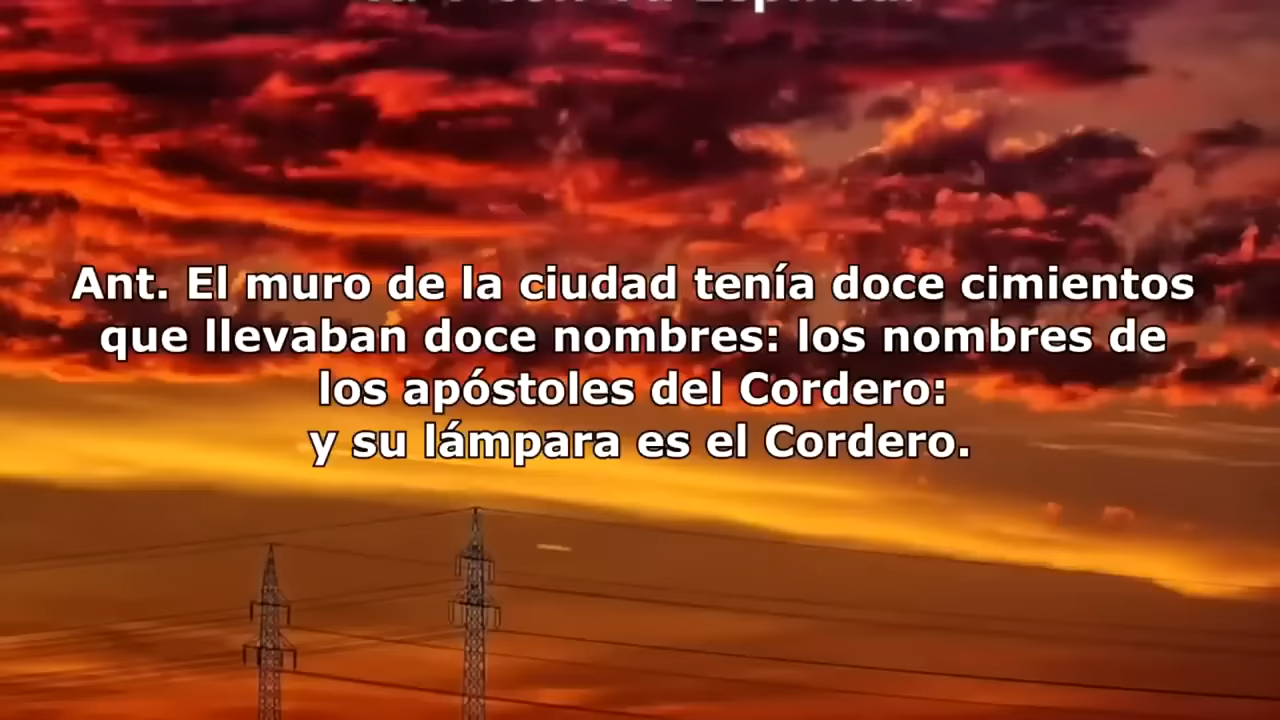 Ant. El muro de la ciudad tenía doce cimientos
que llevaban doce nombres: los nombres de
los apóstoles del Cordero:
y su lámpara es el Cordero.